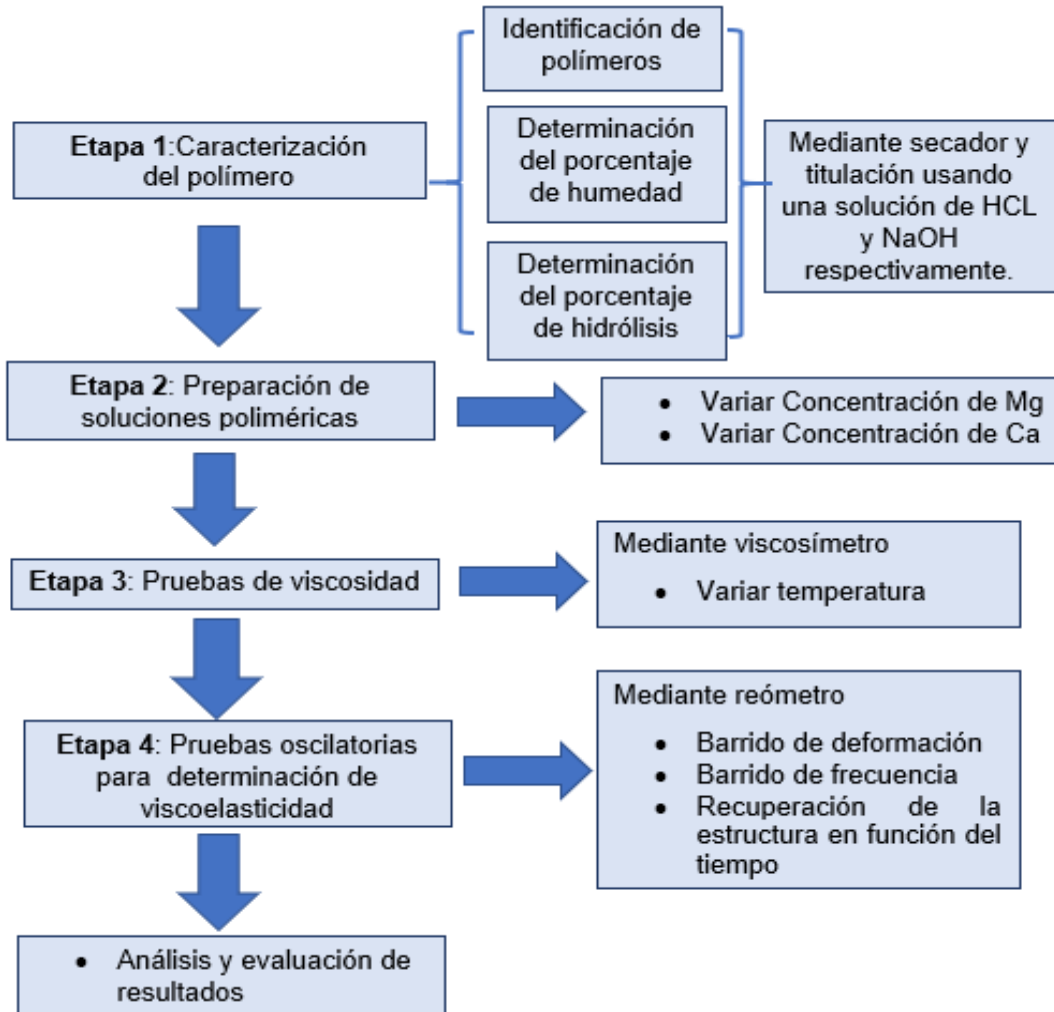 Etapa 1:Caracterización
del polímero
Identificación de
polímeros
Determinación
del porcentaje
de humedad
Determinación
del porcentaje
de hidrólisis
Mediante secador y
titulación usando
una solución de HCL
y NaOH
respectivamente.
Etapa 2: Preparación de
soluciones poliméricas
• Variar Concentración de Mg
• Variar Concentración de Ca
Etapa 3: Pruebas de viscosidad
Mediante viscosímetro
• Variar temperatura
Etapa 4: Pruebas oscilatorias
para determinación de
viscoelasticidad
Mediante reómetro
• Barrido de deformación
• Barrido de frecuencia
• Recuperación de la
estructura en función del
tiempo
• Análisis y evaluación de
resultados